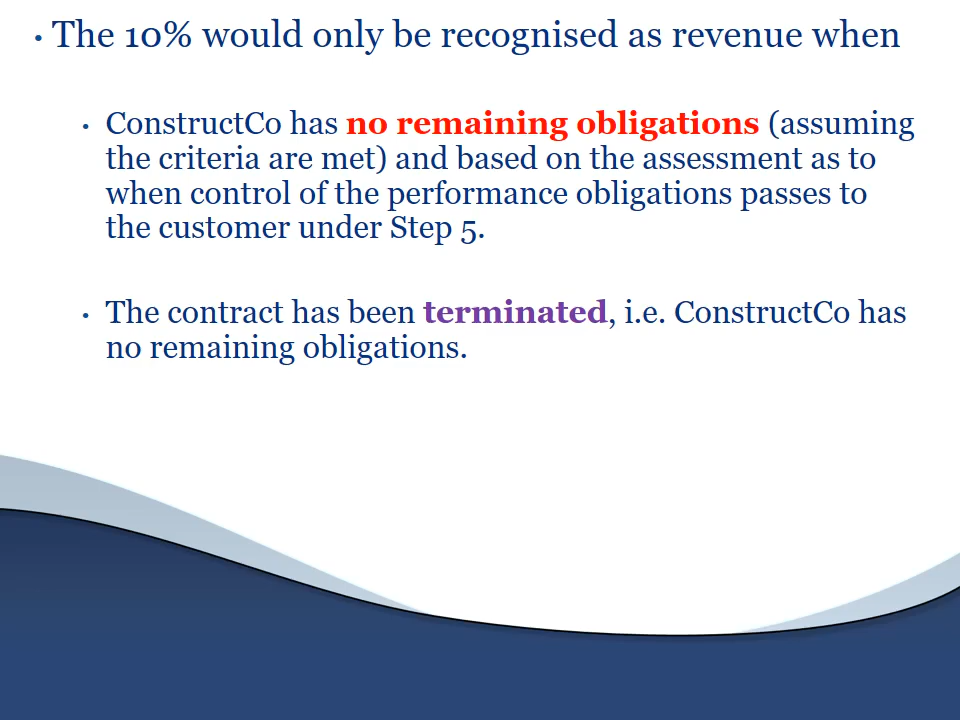 • The 10% would only be recognised as revenue when
• ConstructCo has no remaining obligations (assuming
the criteria are met) and based on the assessment as to
when control of the performance obligations passes to
the customer under Step 5.
• The contract has been terminated, i.e. ConstructCo has
no remaining obligations.